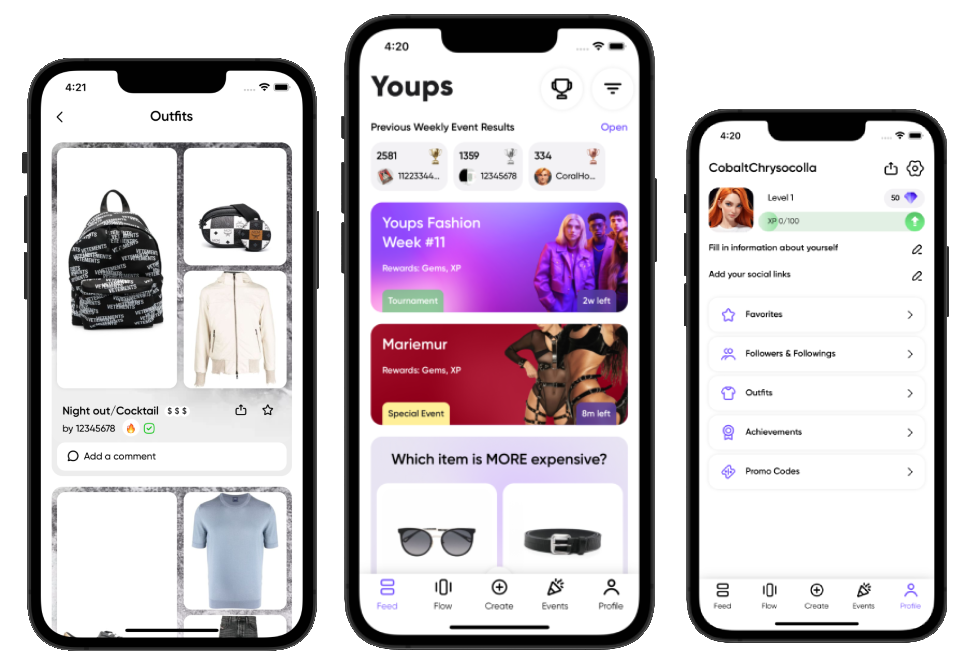 4:21
Outfits
VETEMENTS
Night out/Cocktail $ $ $
by 12345678
Add a comment
4:20
Youps
Previous Weekly Event Results
Open
2581
11223344...
1359
12345678
334
CoralHo...
Youps Fashion
Week #11
Rewards: Gems, XP
Tournament
2w left
Mariemur
Rewards: Gems, XP
Special Event
8m left
Which item is MORE expensive?
Feed
Flow
Create
Events
Profile
4:20
CobaltChrysocolla
Level 1
50
XP 0/100
Fill in information about yourself
Add your social links
Favorites
Followers & Followings
Outfits
Achievements
Promo Codes
Feed
Flow
Create
Events
Profile